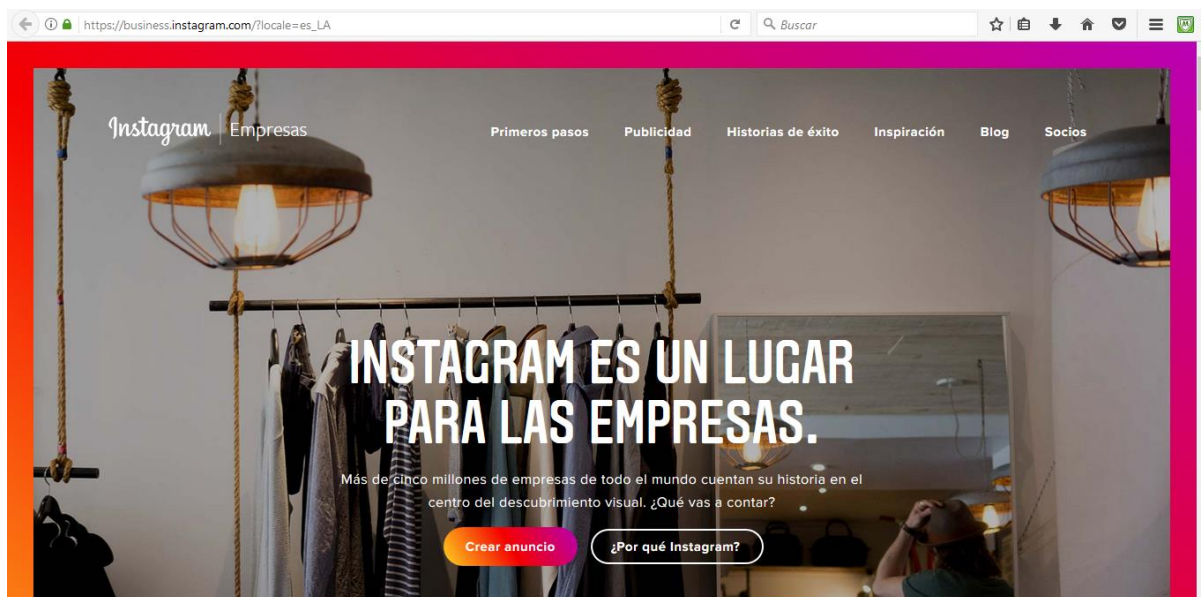 https://business.instagram.com/?locale=es_LA
Buscar
Instagram | Empresas
Primeros pasos
Publicidad
Historias de éxito
Inspiración
Blog
Socios
INSTAGRAM ES UN LUGAR
PARA LAS EMPRESAS.
Más de cinco millones de empresas de todo el mundo cuentan su historia en el
centro del descubrimiento visual. ¿Qué vas a contar?
Crear anuncio
¿Por qué Instagram?